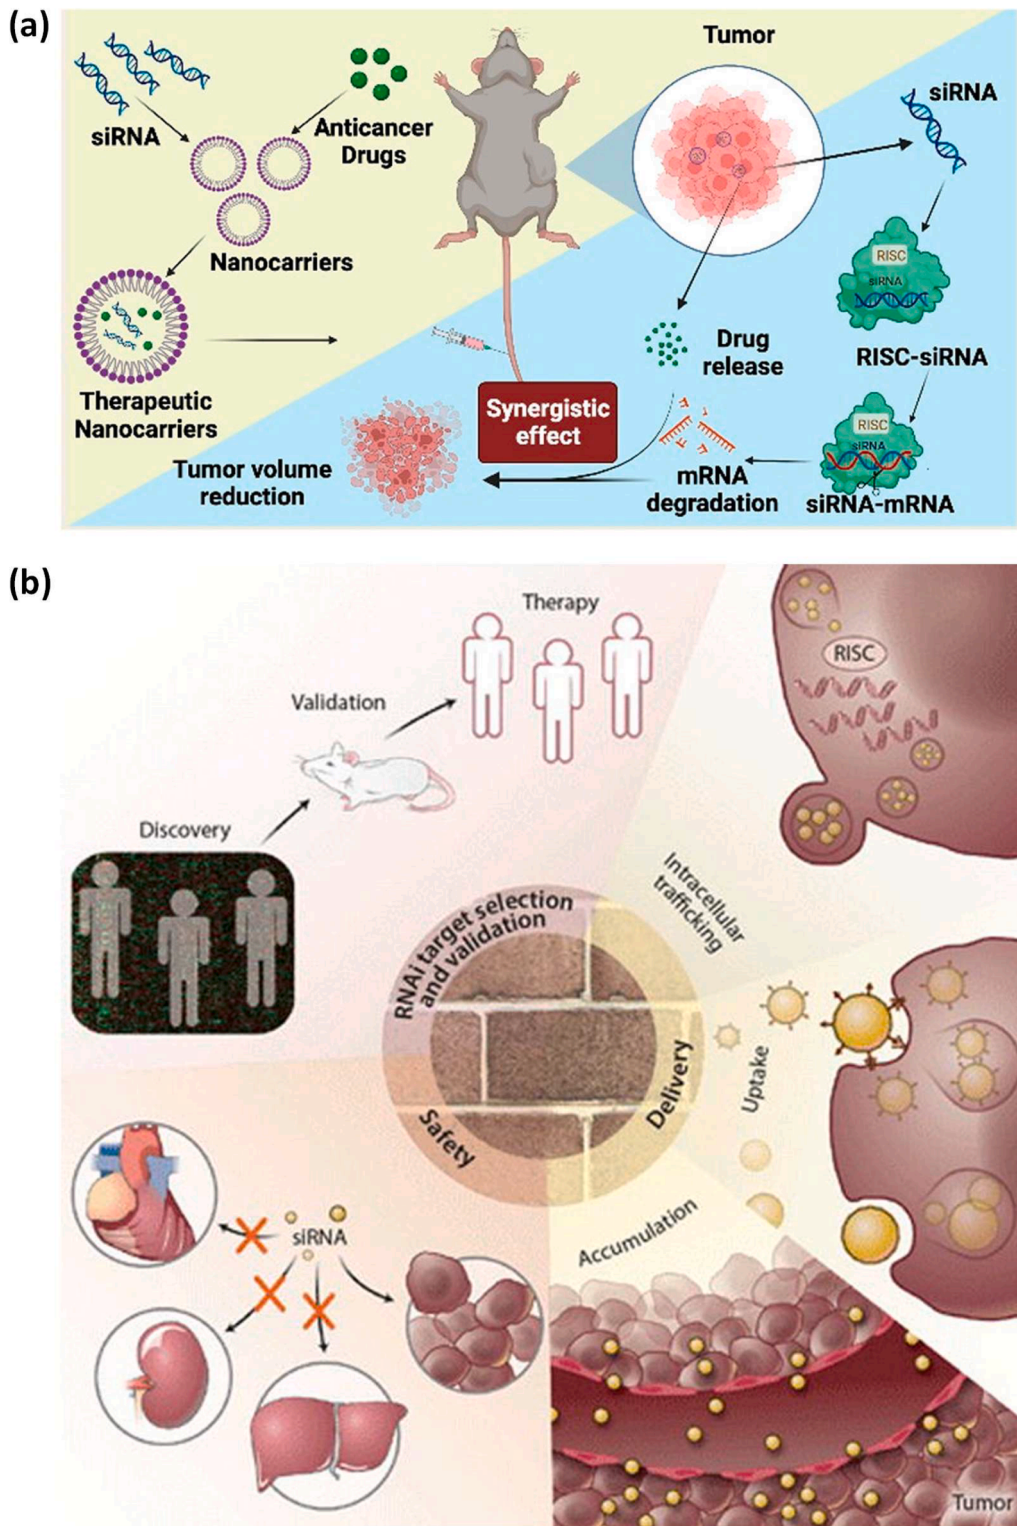 (a)
siRNA
Anticancer
Drugs
Nanocarriers
Therapeutic
Nanocarriers
Tumor
siRNA
RISC
siRNA
RISC-siRNA
RISC
siRNA
siRNA-mRNA
Drug
release
mRNA
degradation
Synergistic
effect
Tumor volume
reduction
(b)
Therapy
Validation
Discovery
RNAi target selection
and validation
Delivery
Safety
RISC
Intracellular
trafficking
Uptake
Accumulation
siRNA
Tumor